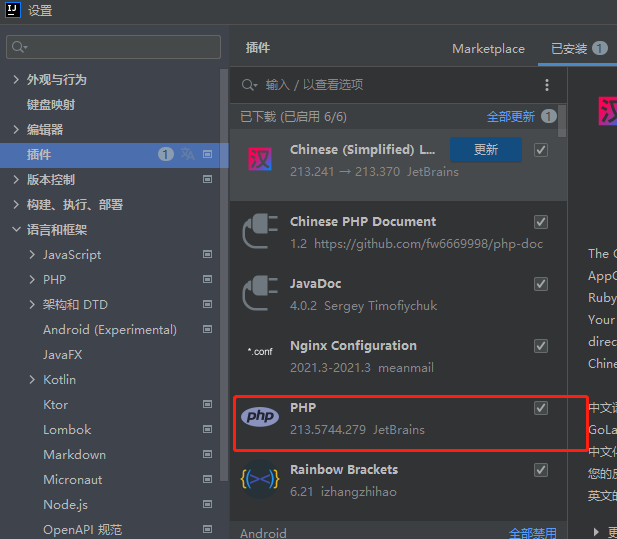 IJ 设置
外观与行为
键盘映射
编辑器
插件 1
版本控制
构建、执行、部署
语言和框架
JavaScript
PHP
架构和 DTD
Android (Experimental)
JavaFX
Kotlin
Ktor
Lombok
Markdown
Micronaut
Node.js
OpenAPI 规范
插件 Marketplace 已安装 1
输入 / 以查看选项
已下载 (已启用 6/6) 全部更新 1
汉 Chinese (Simplified) L... 更新
213.241 → 213.370 JetBrains
Chinese PHP Document
1.2 https://github.com/fw6669998/php-doc
JavaDoc
4.0.2 Sergey Timofiychuk
*.conf Nginx Configuration
2021.3-2021.3 meanmail
php PHP
213.5744.279 JetBrains
Rainbow Brackets
6.21 izhangzhihao
Android 全部禁用
The
Ruby
Your
direc
Chine
中文
中文
您的
英文的